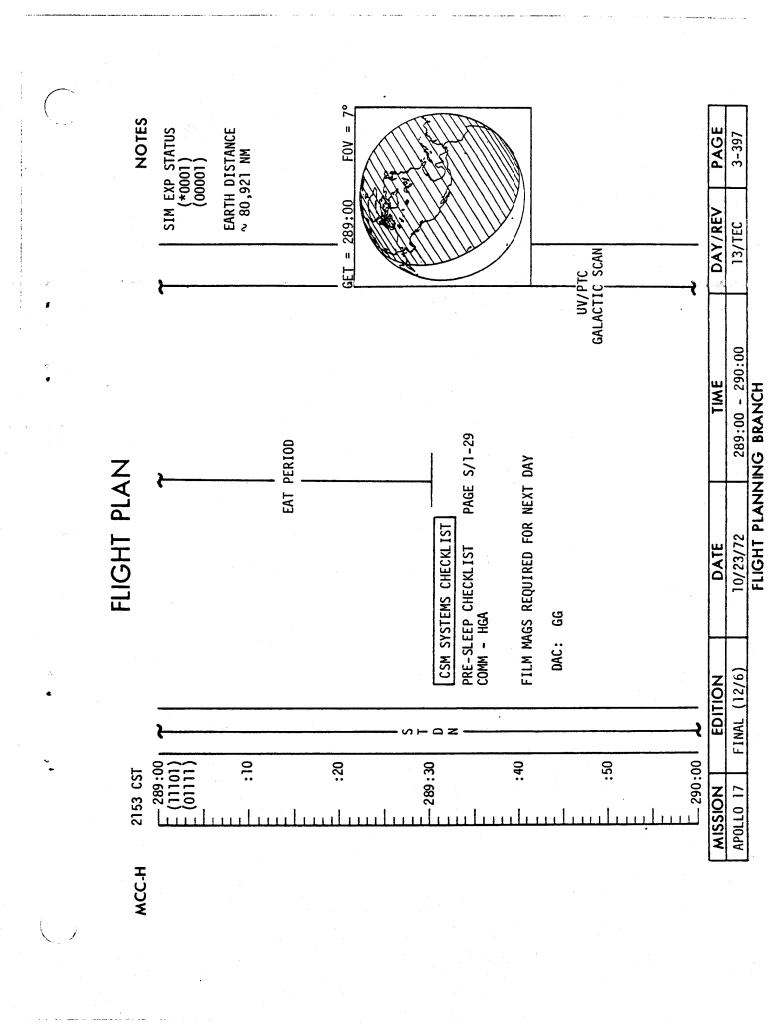 FLIGHT PLAN
NOTES
MCC-H
2153 CST
289:00
(11101)
(01111)
:10
:20
289:30
:40
:50
290:00
S
T
D
N
EAT PERIOD
CSM SYSTEMS CHECKLIST
PRE-SLEEP CHECKLIST PAGE S/1-29
COMM - HGA
FILM MAGS REQUIRED FOR NEXT DAY
DAC: GG
GET = 289:00 FOV = 7°
UV/PTC
GALACTIC SCAN
SIM EXP STATUS
(*0001)
(00001)
EARTH DISTANCE
~ 80,921 NM
MISSION EDITION DATE TIME DAY/REV PAGE
APOLLO 17 FINAL (12/6) 10/23/72 289:00 - 290:00 13/TEC 3-397
FLIGHT PLANNING BRANCH